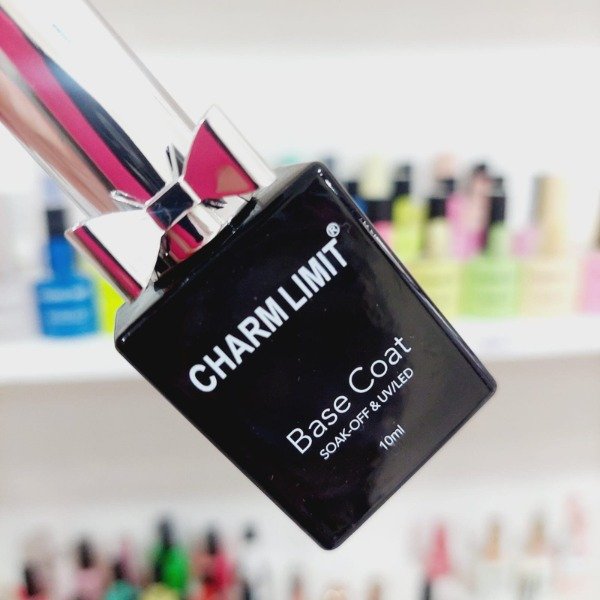 CHARM LIMIT®
Base Coat
SOAK-OFF & UV/LED
10ml